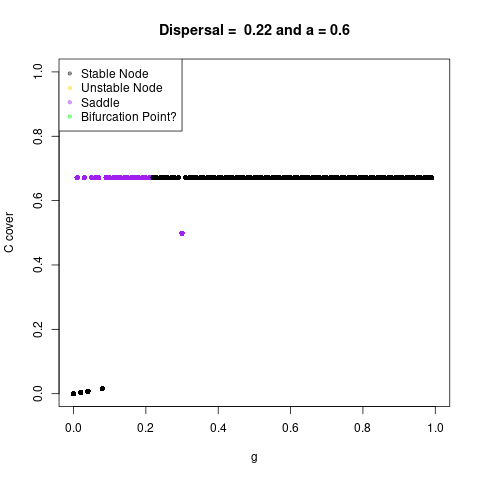 Dispersal =  0.22 and a = 0.6
Stable Node
Unstable Node
Saddle
Bifurcation Point?
1.0
0.8
0.6
0.4
0.2
0.0
C cover
0.0 0.2 0.4 0.6 0.8 1.0
g